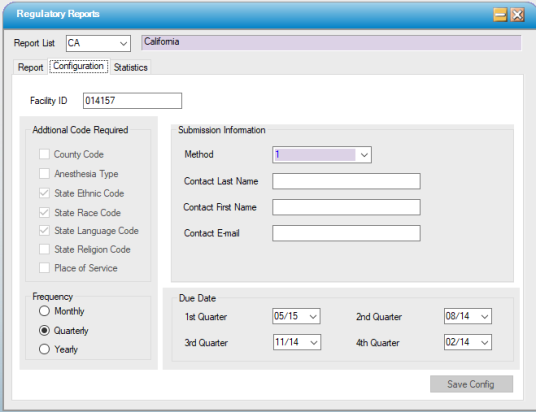 Regulatory Reports
Report List CA California
Report Configuration Statistics
Facility ID 014157
Addtional Code Required
County Code
Anesthesia Type
State Ethnic Code
State Race Code
State Language Code
State Religion Code
Place of Service
Submission Information
Method 1
Contact Last Name
Contact First Name
Contact E-mail
Frequency
Monthly
Quarterly
Yearly
Due Date
1st Quarter 05/15 2nd Quarter 08/14
3rd Quarter 11/14 4th Quarter 02/14
Save Config